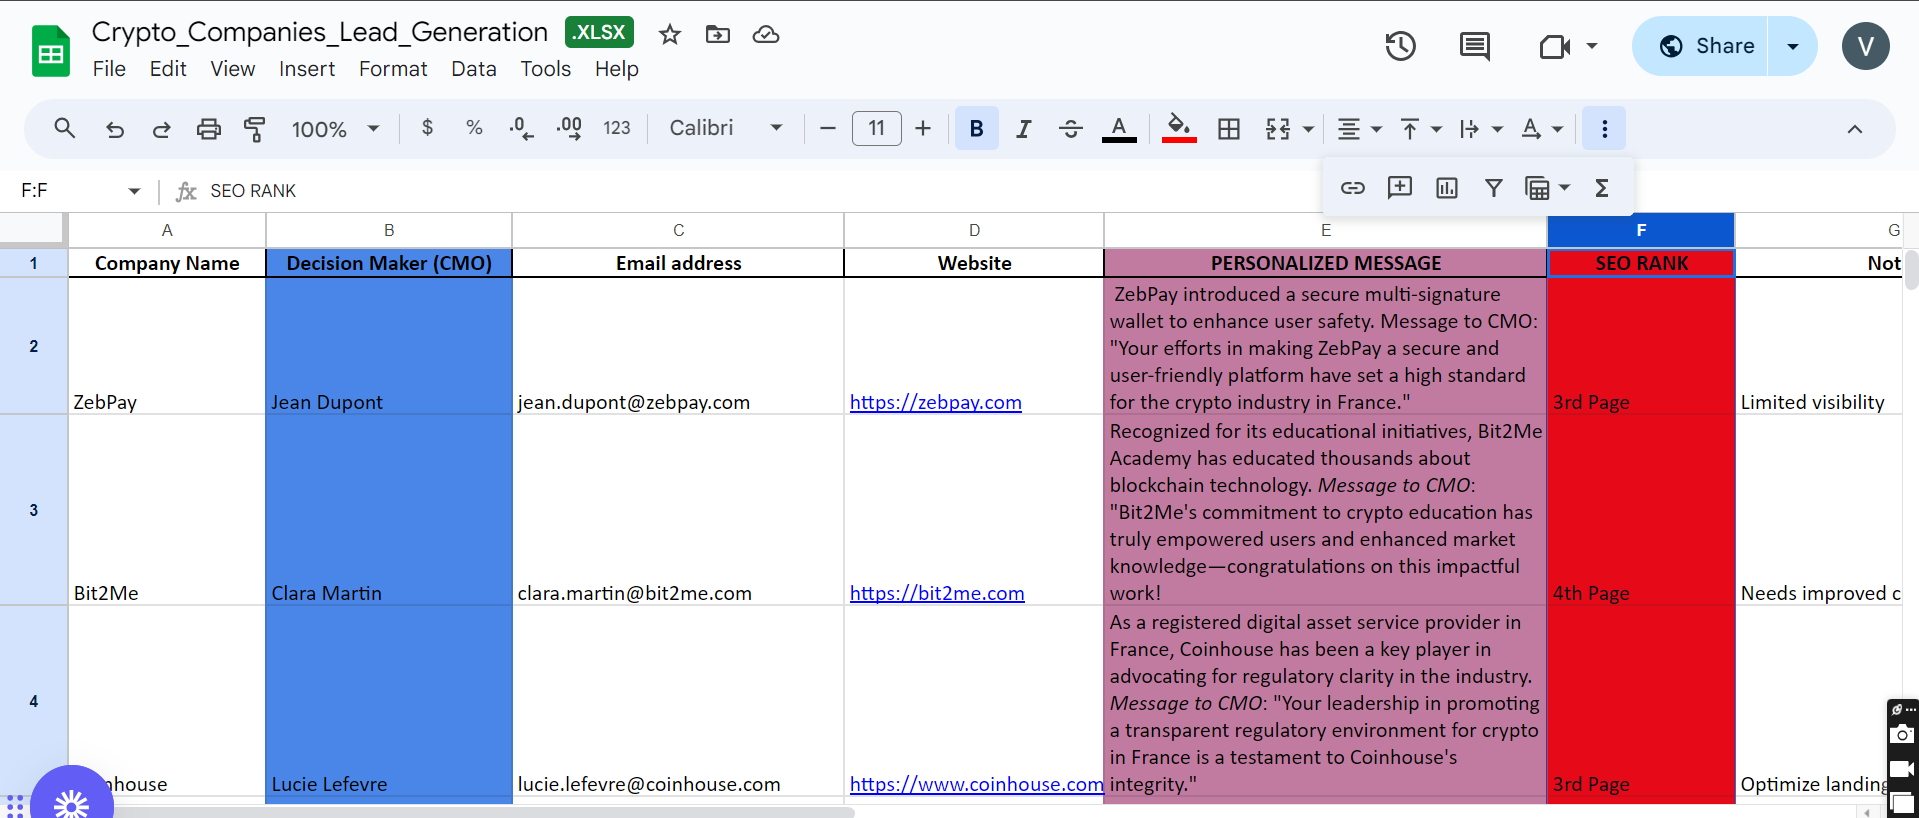 Crypto_Companies_Lead_Generation .XLSX
File Edit View Insert Format Data Tools Help
Share
V
100% $ % .0 .00 123 Calibri 11 B I S A A
F:F fx SEO RANK
A B C D E F G
1 Company Name Decision Maker (CMO) Email address Website PERSONALIZED MESSAGE SEO RANK Not
ZebPay introduced a secure multi-signature
wallet to enhance user safety. Message to CMO:
"Your efforts in making ZebPay a secure and
user-friendly platform have set a high standard
for the crypto industry in France."
2 ZebPay Jean Dupont jean.dupont@zebpay.com https://zebpay.com 3rd Page Limited visibility
Recognized for its educational initiatives, Bit2Me
Academy has educated thousands about
blockchain technology. Message to CMO:
"Bit2Me's commitment to crypto education has
truly empowered users and enhanced market
knowledge—congratulations on this impactful
work!
3 Bit2Me Clara Martin clara.martin@bit2me.com https://bit2me.com 4th Page Needs improved c
As a registered digital asset service provider in
France, Coinhouse has been a key player in
advocating for regulatory clarity in the industry.
Message to CMO: "Your leadership in promoting
a transparent regulatory environment for crypto
in France is a testament to Coinhouse's
integrity."
4 nhouse Lucie Lefevre lucie.lefevre@coinhouse.com https://www.coinhouse.com 3rd Page Optimize landing